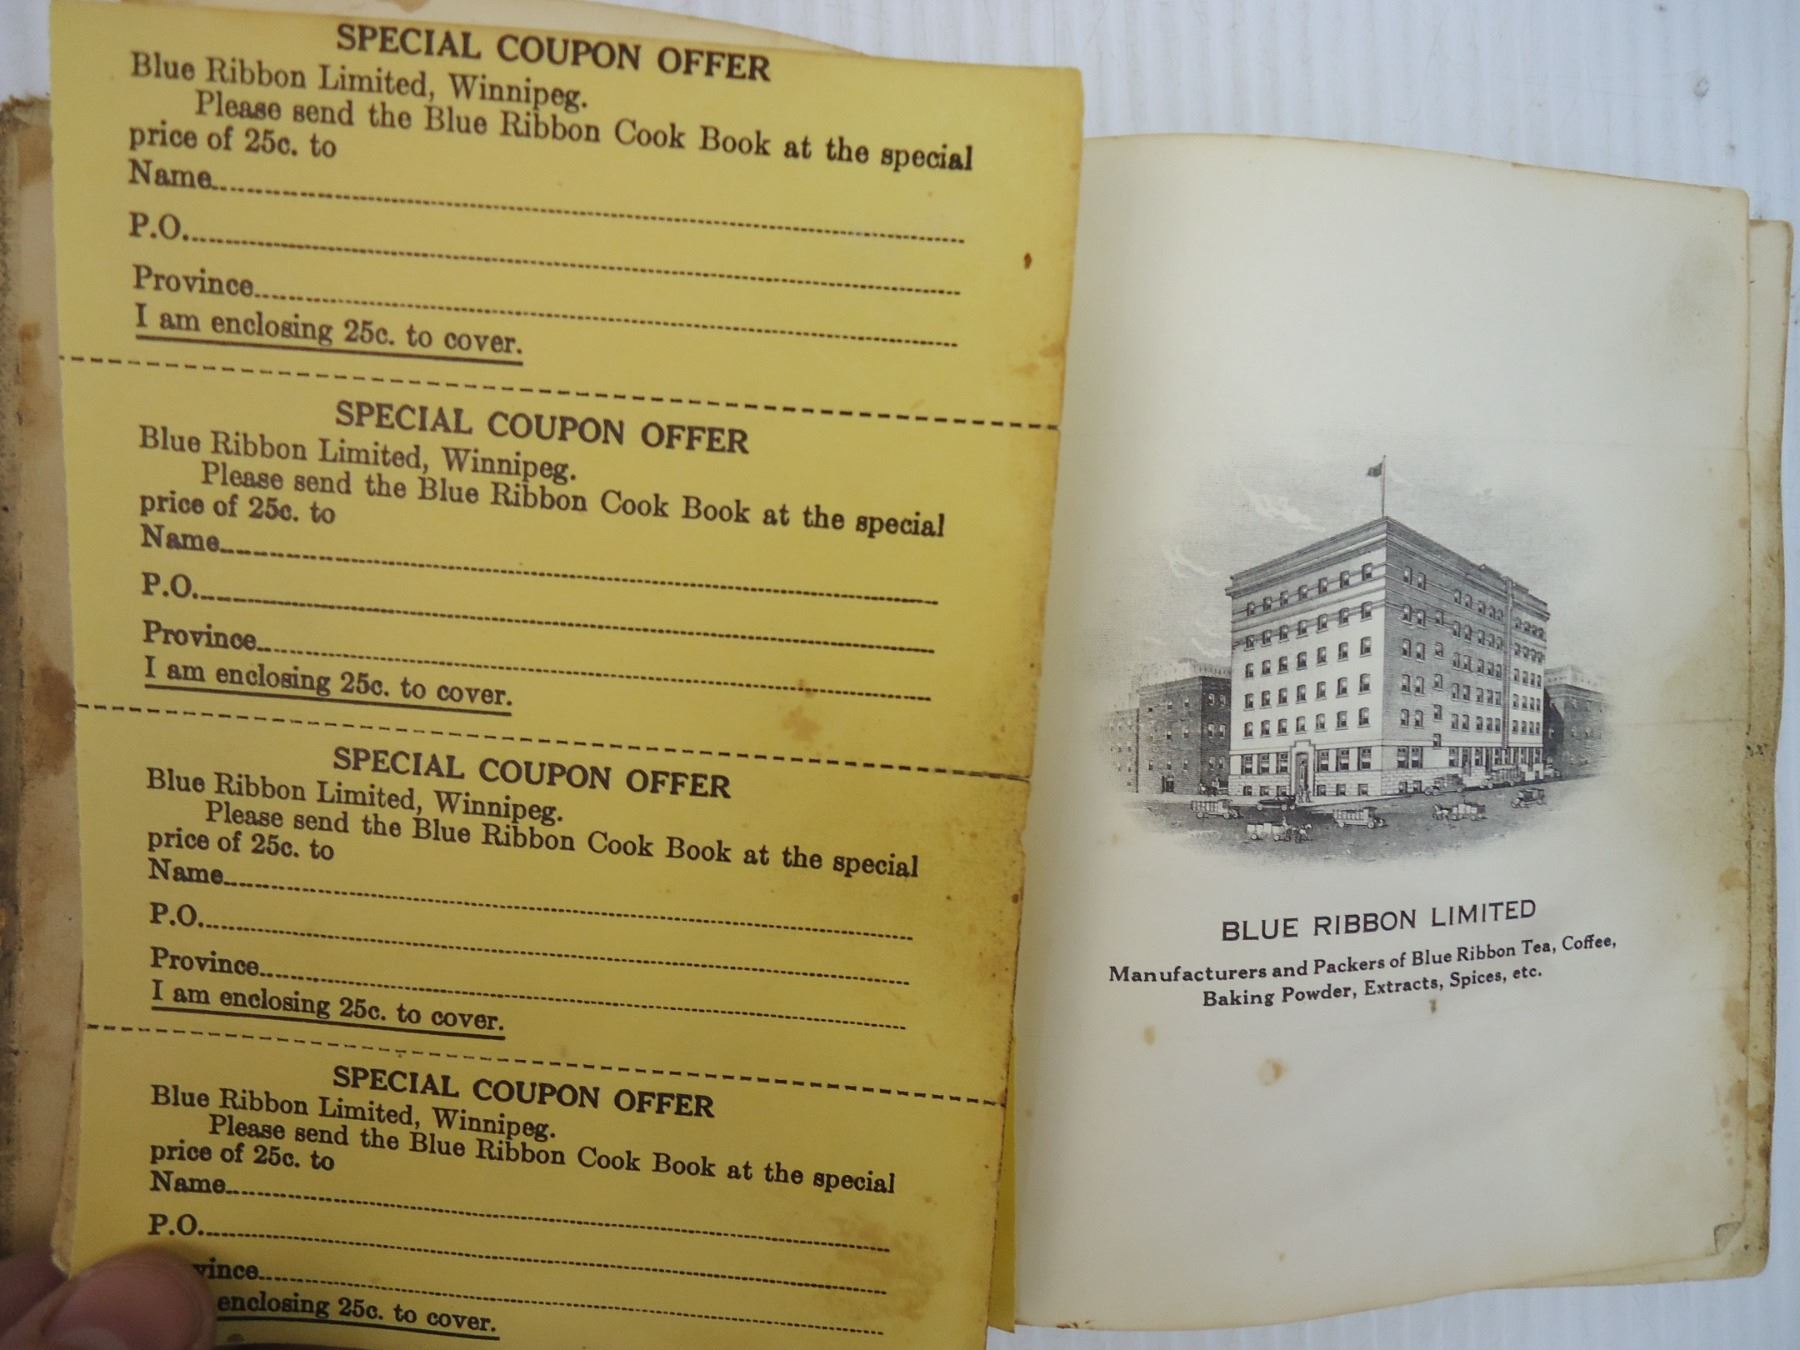 SPECIAL COUPON OFFER
Blue Ribbon Limited, Winnipeg.
Please send the Blue Ribbon Cook Book at the special
price of 25c. to
Name
P.O.
Province
I am enclosing 25c. to cover.
SPECIAL COUPON OFFER
Blue Ribbon Limited, Winnipeg.
Please send the Blue Ribbon Cook Book at the special
price of 25c. to
Name
P.O.
Province
I am enclosing 25c. to cover.
SPECIAL COUPON OFFER
Blue Ribbon Limited, Winnipeg.
Please send the Blue Ribbon Cook Book at the special
price of 25c. to
Name
P.O.
Province
I am enclosing 25c. to cover.
SPECIAL COUPON OFFER
Blue Ribbon Limited, Winnipeg.
Please send the Blue Ribbon Cook Book at the special
price of 25c. to
Name
P.O.
vince
enclosing 25c. to cover.
BLUE RIBBON LIMITED
Manufacturers and Packers of Blue Ribbon Tea, Coffee,
Baking Powder, Extracts, Spices, etc.